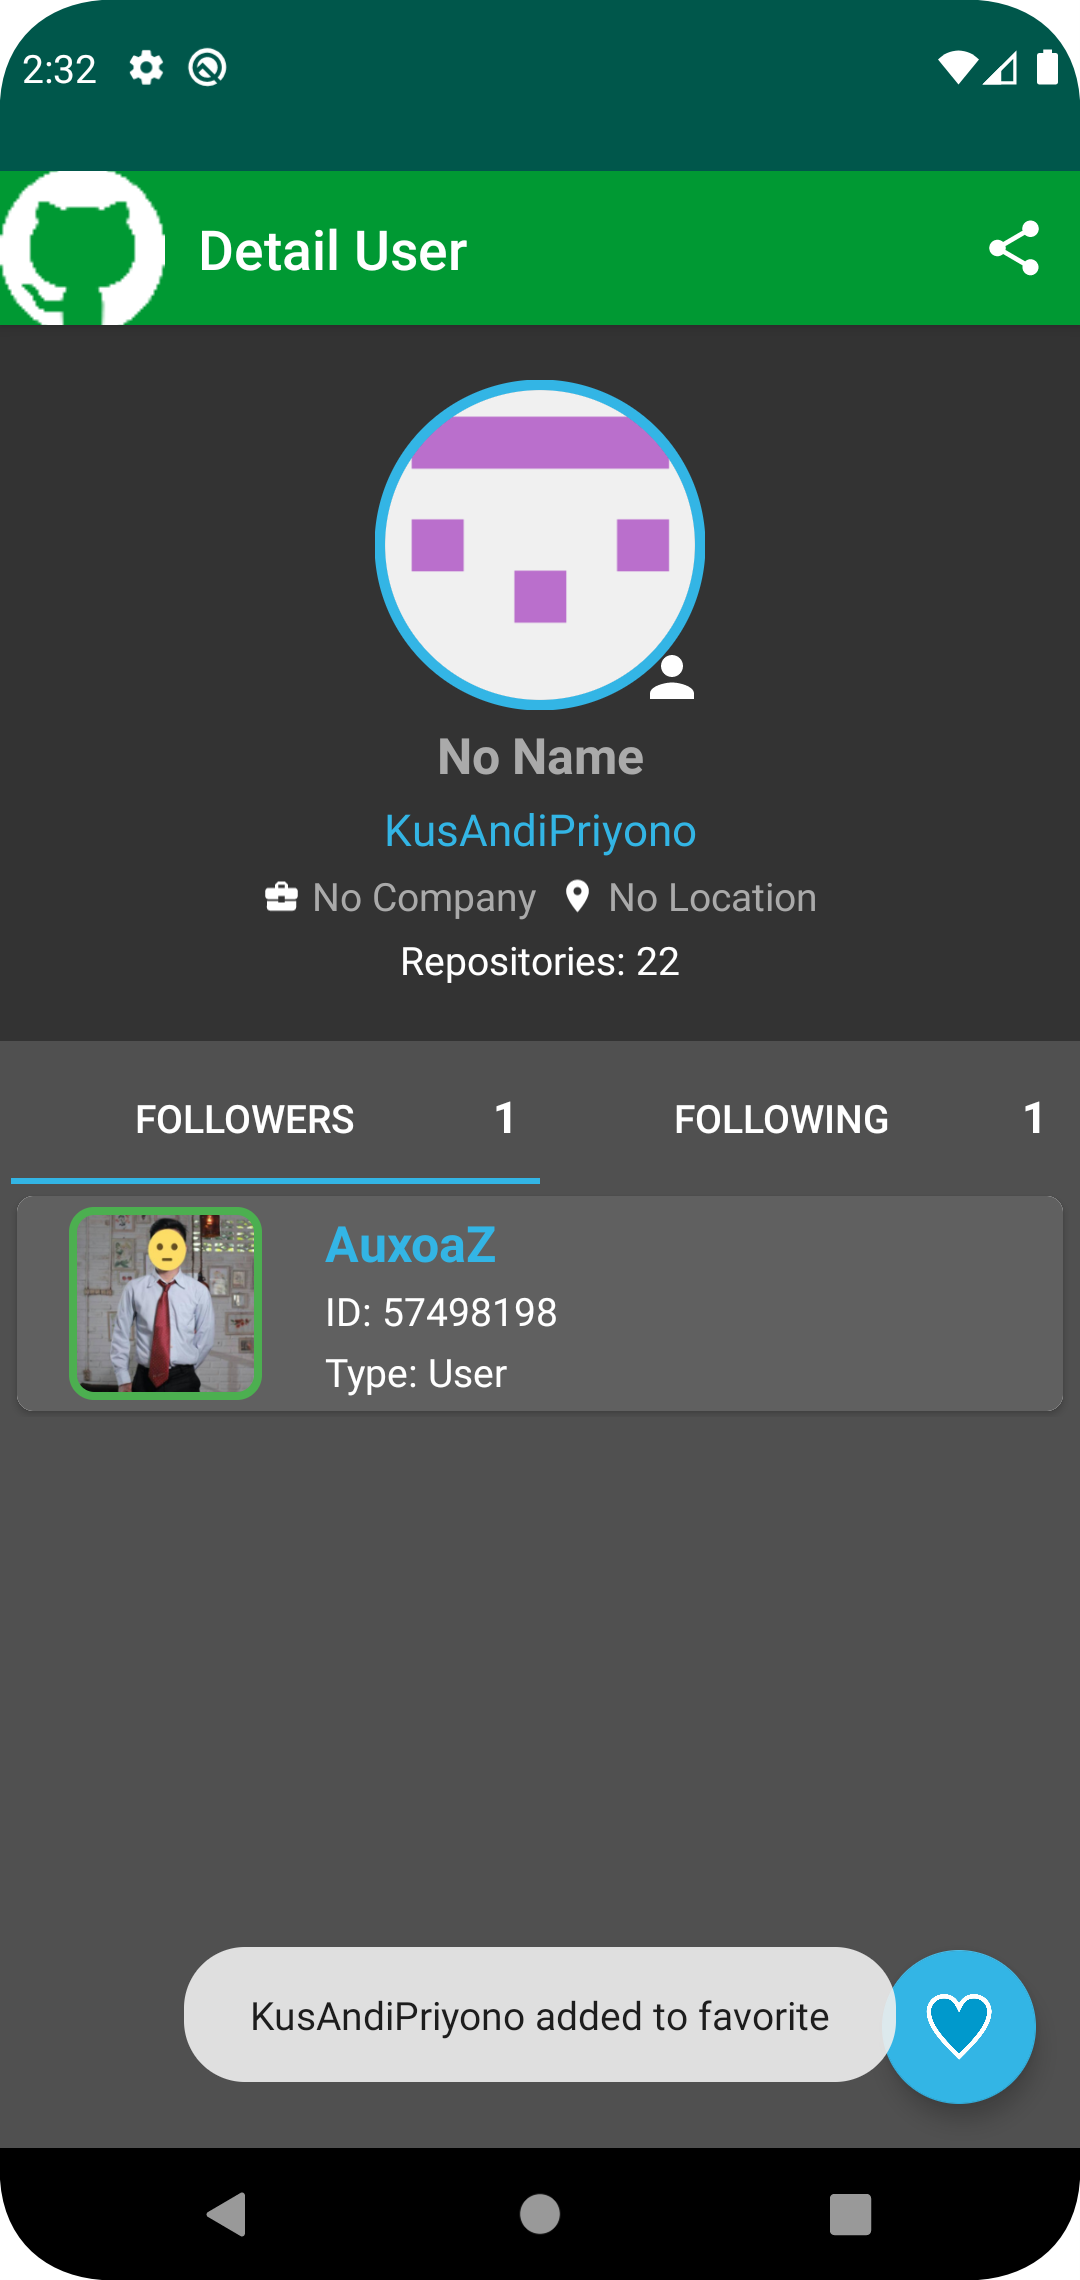 2:32
Detail User
No Name
KusAndiPriyono
No Company No Location
Repositories: 22
FOLLOWERS 1 FOLLOWING 1
AuxoaZ
ID: 57498198
Type: User
KusAndiPriyono added to favorite